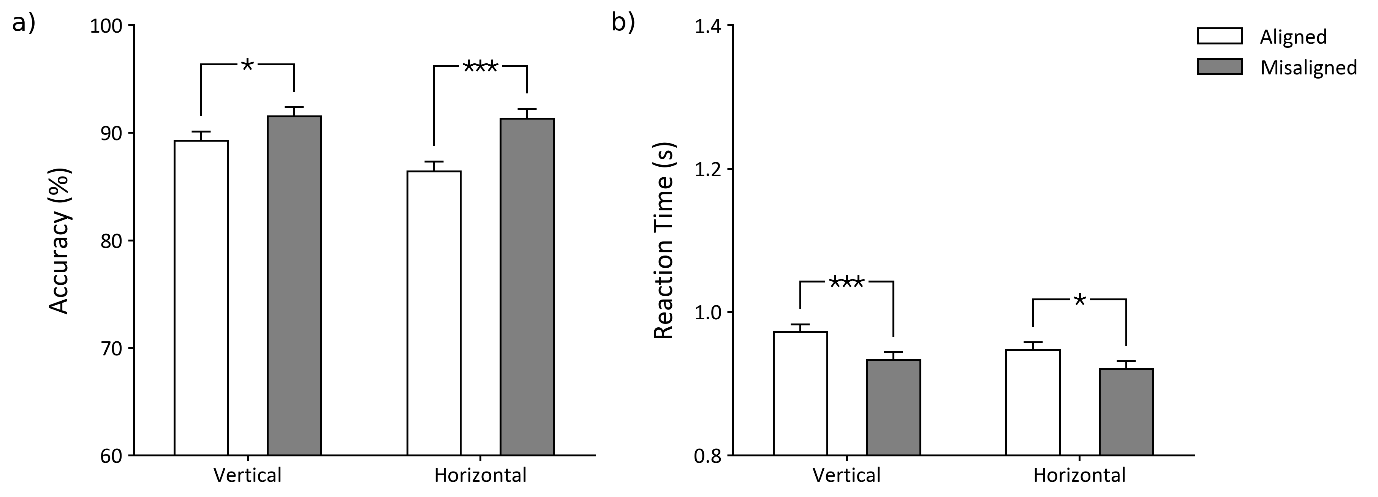 a)
Accuracy (%)
100
90
80
70
60
*
***
Vertical
Horizontal
b)
Reaction Time (s)
1.4
1.2
1.0
0.8
***
*
Vertical
Horizontal
Aligned
Misaligned